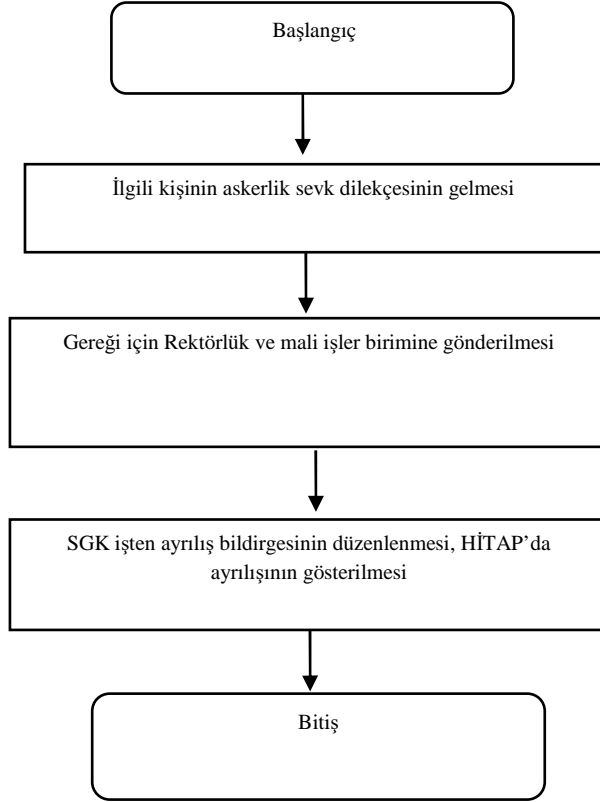 Başlangıç
İlgili kişinin askerlik sevk dilekçesinin gelmesi
Gereği için Rektörlük ve mali işler birimine gönderilmesi
SGK işten ayrılış bildirgesinin düzenlenmesi, HİTAP’da
ayrılışının gösterilmesi
Bitiş